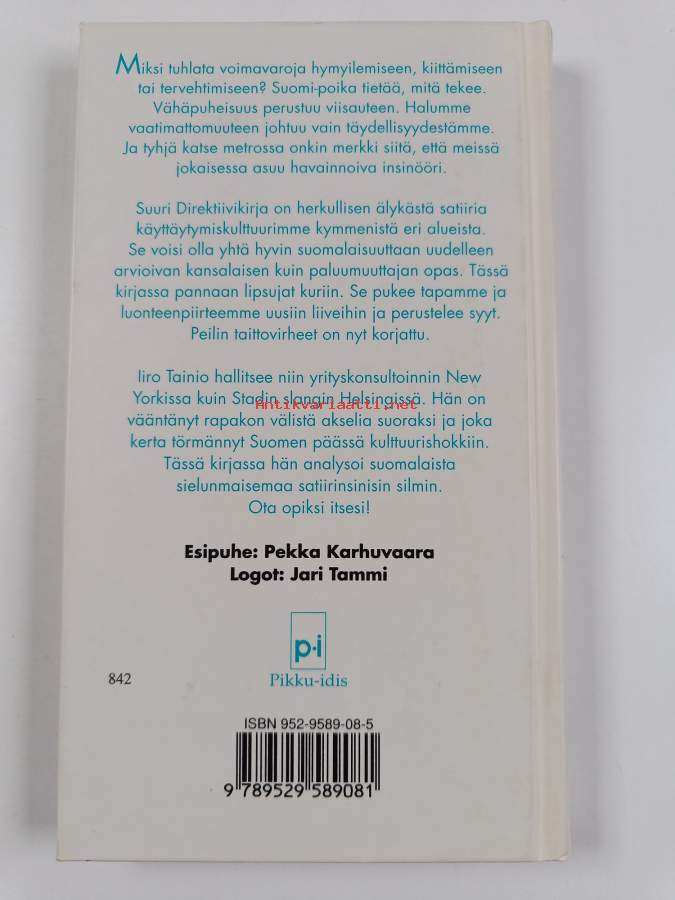 Miksi tuhlata voimavaroja hymyilemiseen, kiittämiseen
tai tervehtimiseen? Suomi-poika tietää, mitä tekee.
Vähäpuheisuus perustuu viisauteen. Halumme
vaatimattomuuteen johtuu vain täydellisyydestämme.
Ja tyhjä katse metrossa onkin merkki siitä, että meissä
jokaisessa asuu havainnoiva insinööri.
Suuri Direktiivikirja on herkullisen älykästä satiiria
käyttäytymiskulttuurimme kymmenistä eri alueista.
Se voisi olla yhtä hyvin suomalaisuuttaan uudelleen
arvioivan kansalaisen kuin paluumuuttajan opas. Tässä
kirjassa pannaan lipsujat kuriin. Se pukee tapamme ja
luonteenpiirteemme uusiin liiveihin ja perustelee syyt.
Peilin taittovirheet on nyt korjattu.
Iiro Tainio hallitsee niin yrityskonsultoinnin New
Yorkissa kuin Stadin slangin Helsingissä. Hän on
Antikvariaatti.net
vääntänyt rapakon välistä akselia suoraksi ja joka
kerta törmännyt Suomen päässä kulttuurishokkiin.
Tässä kirjassa hän analysoi suomalaista
sielunmaisemaa satiirinsinisin silmin.
Ota opiksi itsesi!
Esipuhe: Pekka Karhuvaara
Logot: Jari Tammi
p·i
Pikku-idis
842
ISBN 952-9589-08-5
9 789529 589081